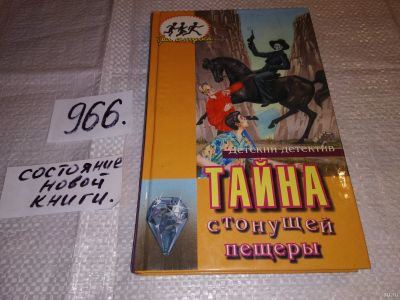 966.
состояние
новой
книги.
Детский детектив
ТАЙНА
стонущей
пещеры